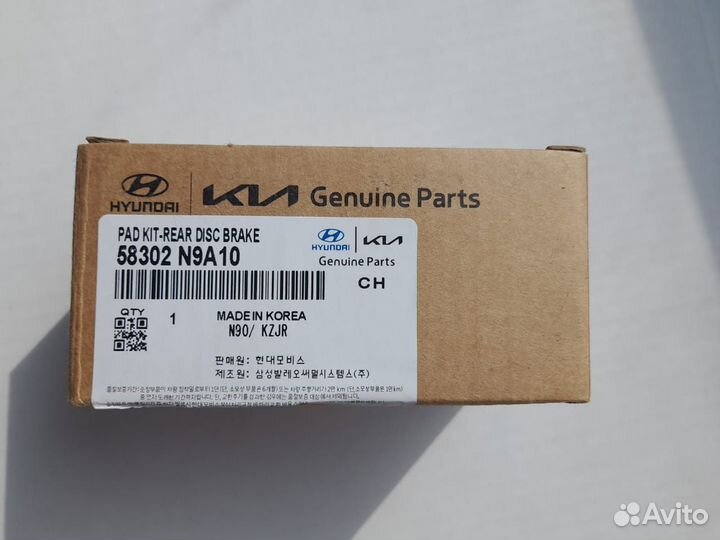 HYUNDAI KIA Genuine Parts
PAD KIT-REAR DISC BRAKE
58302 N9A10
HYUNDAI KIA
Genuine Parts
CH
QTY 1 MADE IN KOREA
N90/ KZJR
판매원: 현대모비스
제조원: 삼성발레오써멀시스템스(주)
Avito